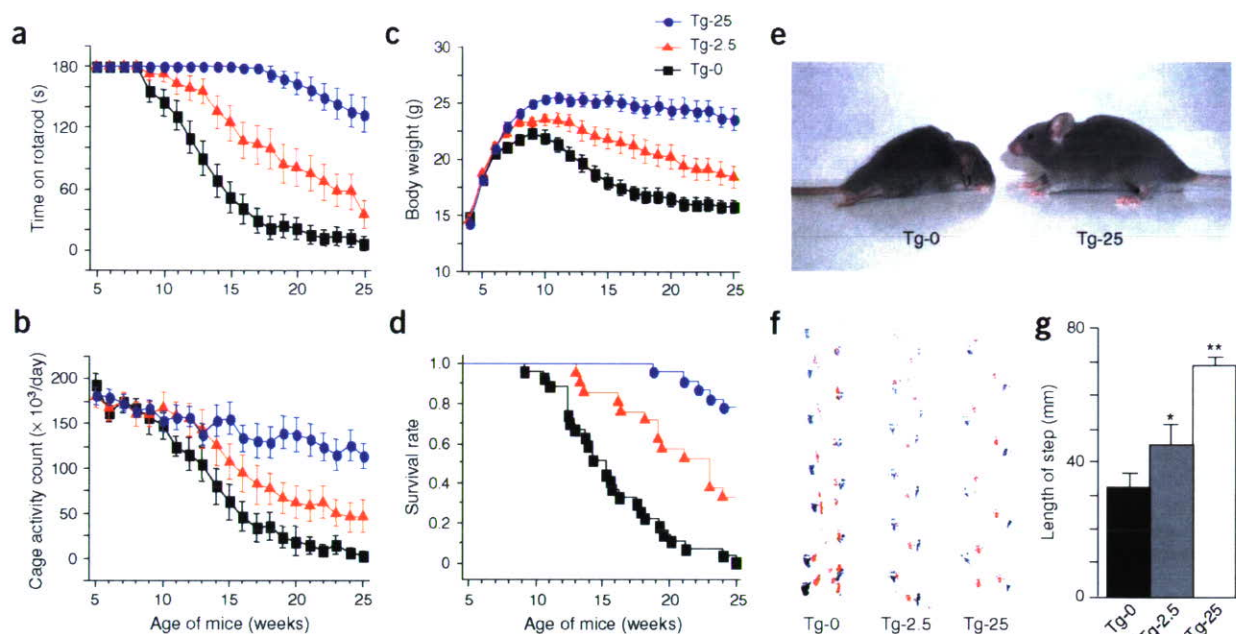 a
Time on rotarod (s)
180
120
60
0
5 10 15 20 25
c
Tg-25
Tg-2.5
Tg-0
Body weight (g)
30
25
20
15
10
5 10 15 20 25
e
Tg-0 Tg-25
b
Cage activity count (× 10³/day)
200
150
100
50
0
5 10 15 20 25
Age of mice (weeks)
d
Survival rate
1.0
0.8
0.6
0.4
0.2
0
5 10 15 20 25
Age of mice (weeks)
f
Tg-0 Tg-2.5 Tg-25
g
Length of step (mm)
80
40
0
*
**
Tg-0
Tg-2.5
Tg-25